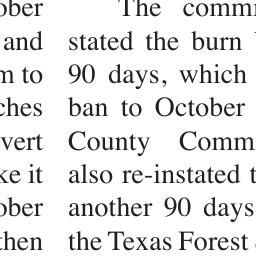 ober
and
m to
ches
vert
ke it
ober
then
The commi
stated the burn
90 days, which
ban to October
County Comm
also re-instated t
another 90 days
the Texas Forest